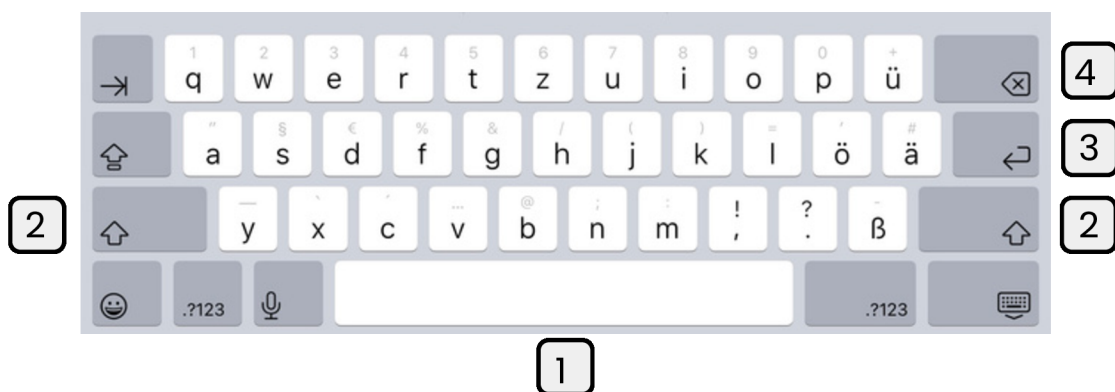 1 2 3 4 5 6 7 8 9 0 +
q w e r t z u i o p ü
4
" § € % & / ( ) = ' #
a s d f g h j k l ö ä
3
— ` ´ ... @ ; : ! ? -
2
y x c v b n m , . ß
2
.?123 .?123
1